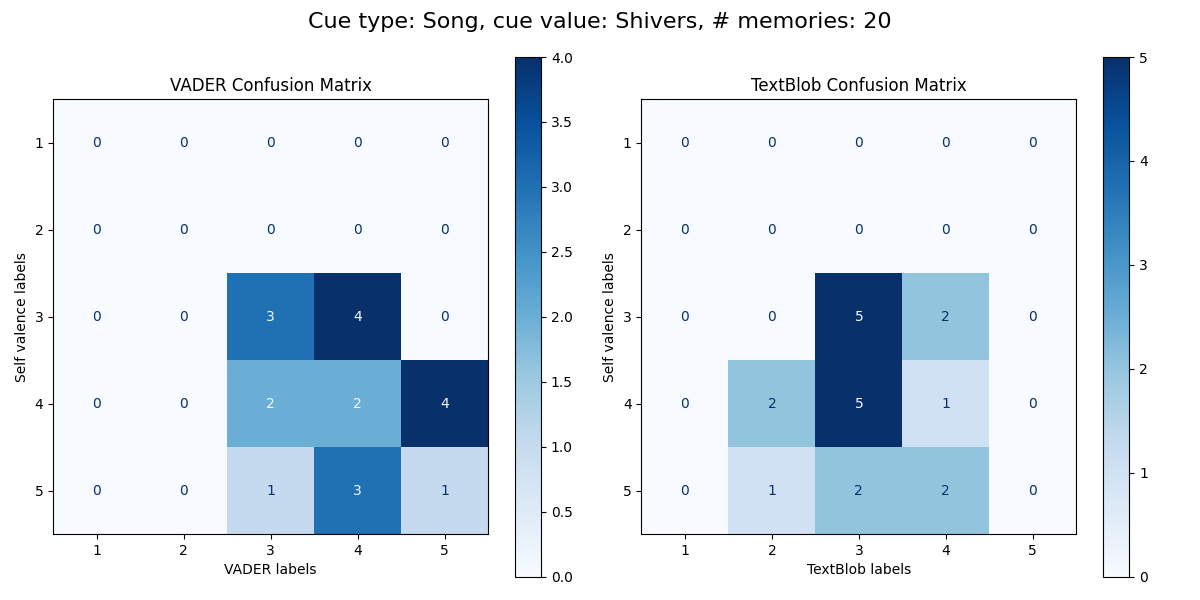 Cue type: Song, cue value: Shivers, # memories: 20
VADER Confusion Matrix
Self valence labels
1 0 0 0 0 0
2 0 0 0 0 0
3 0 0 3 4 0
4 0 0 2 2 4
5 0 0 1 3 1
1 2 3 4 5
VADER labels
4.0
3.5
3.0
2.5
2.0
1.5
1.0
0.5
0.0
TextBlob Confusion Matrix
Self valence labels
1 0 0 0 0 0
2 0 0 0 0 0
3 0 0 5 2 0
4 0 2 5 1 0
5 0 1 2 2 0
1 2 3 4 5
TextBlob labels
5
4
3
2
1
0